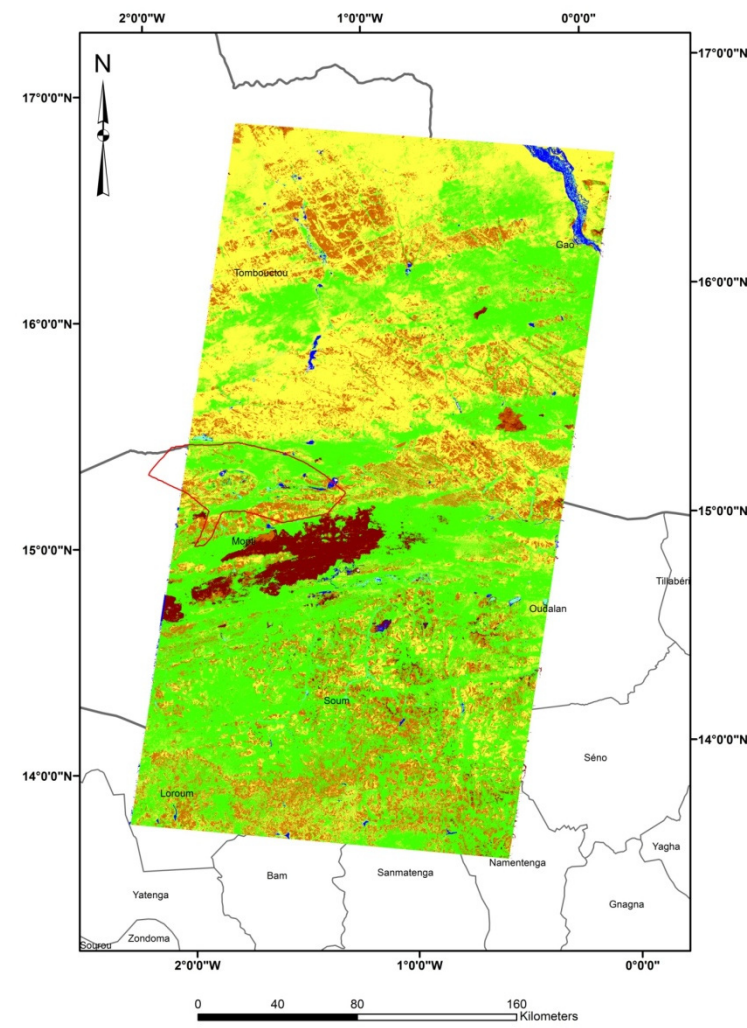 2°0'0"W 1°0'0"W 0°0'0"
N
17°0'0"N 17°0'0"N
Gao
Tombouctou
16°0'0"N 16°0'0"N
15°0'0"N 15°0'0"N
Tillabéri
Oudalan
Soum
14°0'0"N 14°0'0"N
Séno
Loroum
Yagha
Namentenga
Sanmatenga
Bam
Yatenga
Gnagna
Zondoma
Sourou
2°0'0"W 1°0'0"W 0°0'0"
0 40 80 160
Kilometers